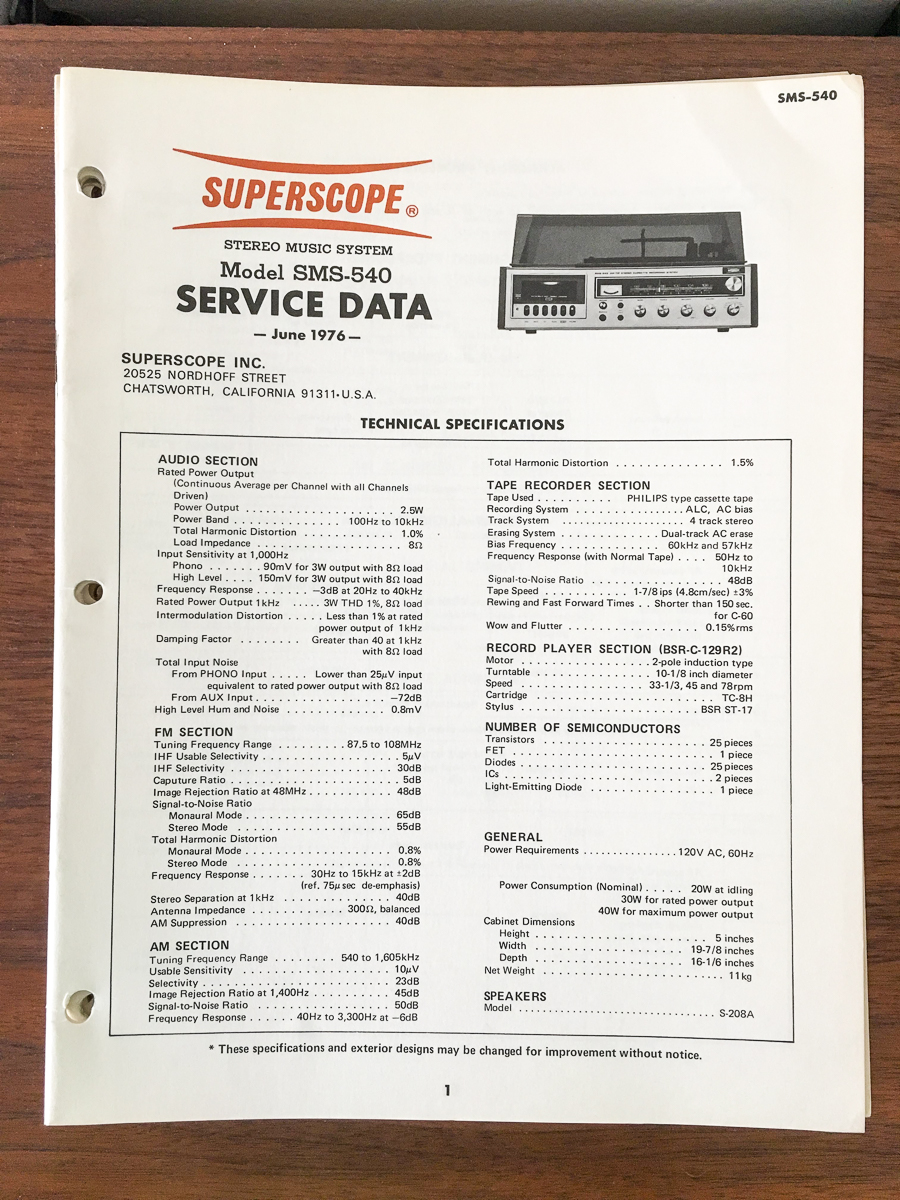 SMS-540
SUPERSCOPE®
STEREO MUSIC SYSTEM
Model SMS-540
SERVICE DATA
— June 1976 —
SUPERSCOPE INC.
20525 NORDHOFF STREET
CHATSWORTH, CALIFORNIA 91311•U.S.A.
TECHNICAL SPECIFICATIONS
AUDIO SECTION
Rated Power Output
(Continuous Average per Channel with all Channels
Driven)
Power Output . . . . . . . . . . . . . . . . . . . . 2.5W
Power Band . . . . . . . . . . . . . . 100Hz to 10kHz
Total Harmonic Distortion . . . . . . . . . . . . 1.0%
Load Impedance . . . . . . . . . . . . . . . . . . . 8Ω
Input Sensitivity at 1,000Hz
Phono . . . . . . . 90mV for 3W output with 8Ω load
High Level . . . . 150mV for 3W output with 8Ω load
Frequency Response . . . . . . . —3dB at 20Hz to 40kHz
Rated Power Output 1kHz . . . . . 3W THD 1%, 8Ω load
Intermodulation Distortion . . . . . Less than 1% at rated
power output of 1kHz
Damping Factor . . . . . . . . Greater than 40 at 1kHz
with 8Ω load
Total Input Noise
From PHONO Input . . . . . Lower than 25μV input
equivalent to rated power output with 8Ω load
From AUX Input . . . . . . . . . . . . . . . . . . —72dB
High Level Hum and Noise . . . . . . . . . . . . . 0.8mV
FM SECTION
Tuning Frequency Range . . . . . . . . . 87.5 to 108MHz
IHF Usable Selectivity . . . . . . . . . . . . . . . . . . 5μV
IHF Selectivity . . . . . . . . . . . . . . . . . . . . . 30dB
Caputure Ratio . . . . . . . . . . . . . . . . . . . . . 5dB
Image Rejection Ratio at 48MHz . . . . . . . . . . . 48dB
Signal-to-Noise Ratio
Monaural Mode . . . . . . . . . . . . . . . . . . . 65dB
Stereo Mode . . . . . . . . . . . . . . . . . . . . 55dB
Total Harmonic Distortion
Monaural Mode . . . . . . . . . . . . . . . . . . . 0.8%
Stereo Mode . . . . . . . . . . . . . . . . . . . . 0.8%
Frequency Response . . . . . . . 30Hz to 15kHz at ±2dB
(ref. 75μsec de-emphasis)
Stereo Separation at 1kHz . . . . . . . . . . . . . . 40dB
Antenna Impedance . . . . . . . . . . . . 300Ω, balanced
AM Suppression . . . . . . . . . . . . . . . . . . . . 40dB
AM SECTION
Tuning Frequency Range . . . . . . . . 540 to 1,605kHz
Usable Sensitivity . . . . . . . . . . . . . . . . . . . 10μV
Selectivity . . . . . . . . . . . . . . . . . . . . . . . . 23dB
Image Rejection Ratio at 1,400Hz . . . . . . . . . . 45dB
Signal-to-Noise Ratio . . . . . . . . . . . . . . . . . 50dB
Frequency Response . . . . . . 40Hz to 3,300Hz at —6dB
Total Harmonic Distortion . . . . . . . . . . . . . . 1.5%
TAPE RECORDER SECTION
Tape Used . . . . . . . . . . PHILIPS type cassette tape
Recording System . . . . . . . . . . . . . . ALC, AC bias
Track System . . . . . . . . . . . . . . . . 4 track stereo
Erasing System . . . . . . . . . . . . . Dual-track AC erase
Bias Frequency . . . . . . . . . . . . . 60kHz and 57kHz
Frequency Response (with Normal Tape) . . . . 50Hz to
10kHz
Signal-to-Noise Ratio . . . . . . . . . . . . . . . . . 48dB
Tape Speed . . . . . . . . . . . 1-7/8 ips (4.8cm/sec) ±3%
Rewing and Fast Forward Times . . Shorter than 150 sec.
for C-60
Wow and Flutter . . . . . . . . . . . . . . . . . 0.15%rms
RECORD PLAYER SECTION (BSR-C-129R2)
Motor . . . . . . . . . . . . . . . . . 2-pole induction type
Turntable . . . . . . . . . . . . . . . 10-1/8 inch diameter
Speed . . . . . . . . . . . . . . . . 33-1/3, 45 and 78rpm
Cartridge . . . . . . . . . . . . . . . . . . . . . . . . TC-8H
Stylus . . . . . . . . . . . . . . . . . . . . . . . BSR ST-17
NUMBER OF SEMICONDUCTORS
Transistors . . . . . . . . . . . . . . . . . . . . . 25 pieces
FET . . . . . . . . . . . . . . . . . . . . . . . . . . 1 piece
Diodes . . . . . . . . . . . . . . . . . . . . . . . . 25 pieces
ICs . . . . . . . . . . . . . . . . . . . . . . . . . . . 2 pieces
Light-Emitting Diode . . . . . . . . . . . . . . . . . 1 piece
GENERAL
Power Requirements . . . . . . . . . . . . . . . 120V AC, 60Hz
Power Consumption (Nominal) . . . . . 20W at idling
30W for rated power output
40W for maximum power output
Cabinet Dimensions
Height . . . . . . . . . . . . . . . . . . . . . . 5 inches
Width . . . . . . . . . . . . . . . . . . . 19-7/8 inches
Depth . . . . . . . . . . . . . . . . . . . 16-1/6 inches
Net Weight . . . . . . . . . . . . . . . . . . . . . . 11kg
SPEAKERS
Model . . . . . . . . . . . . . . . . . . . . . . . . . . S-208A
* These specifications and exterior designs may be changed for improvement without notice.
1